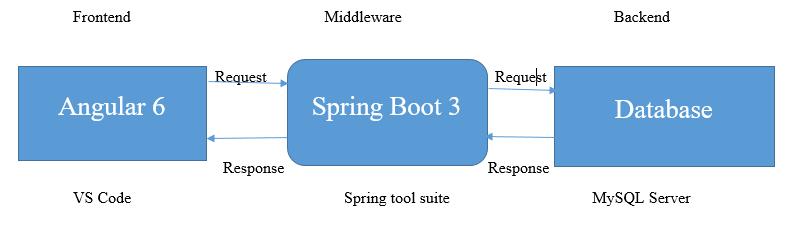 Frontend
Middleware
Backend
Request
Request
Angular 6
Spring Boot 3
Database
Response
Response
VS Code
Spring tool suite
MySQL Server